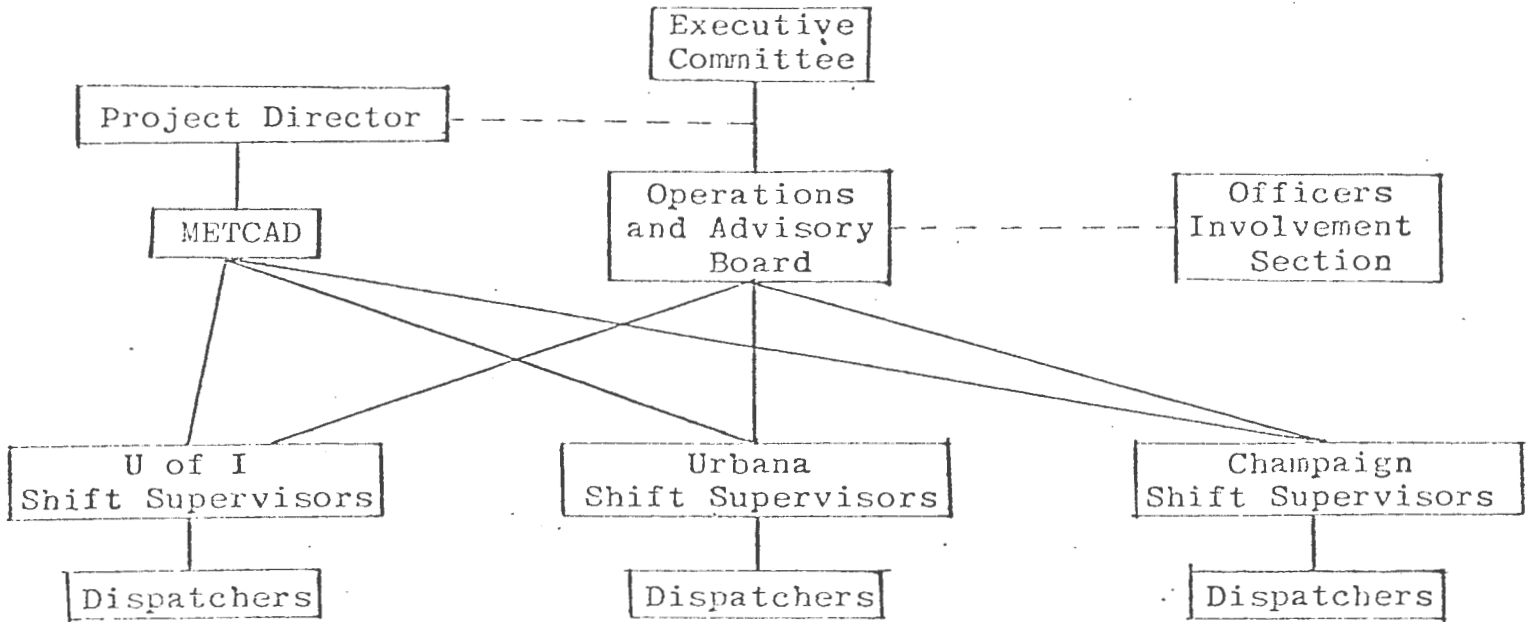 Executive
Committee
Project Director
Operations
and Advisory
Board
Officers
Involvement
Section
METCAD
U of I
Shift Supervisors
Urbana
Shift Supervisors
Champaign
Shift Supervisors
Dispatchers
Dispatchers
Dispatchers